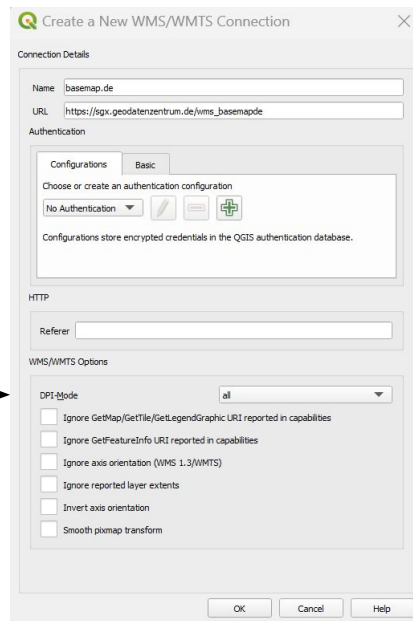 Create a New WMS/WMTS Connection
Connection Details
Name basemap.de
URL https://sgx.geodatenzentrum.de/wms_basemapde
Authentication
Configurations Basic
Choose or create an authentication configuration
No Authentication
Configurations store encrypted credentials in the QGIS authentication database.
HTTP
Referer
WMS/WMTS Options
DPI-Mode all
Ignore GetMap/GetTile/GetLegendGraphic URI reported in capabilities
Ignore GetFeatureInfo URI reported in capabilities
Ignore axis orientation (WMS 1.3/WMTS)
Ignore reported layer extents
Invert axis orientation
Smooth pixmap transform
OK Cancel Help